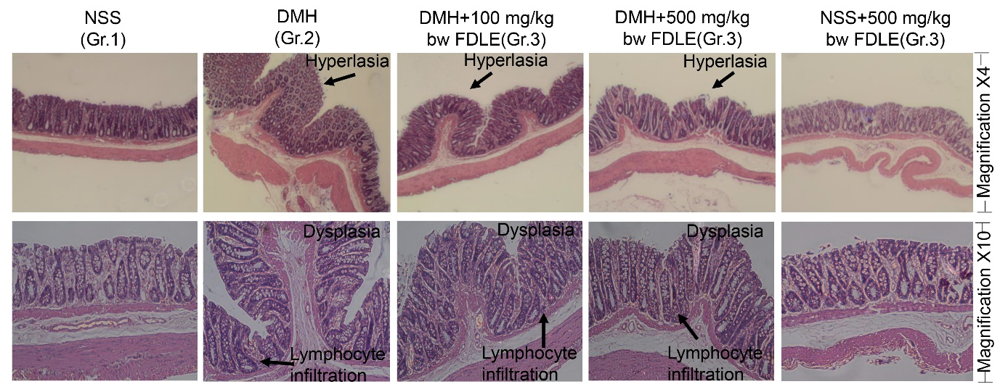 NSS
(Gr.1)
DMH
(Gr.2)
DMH+100 mg/kg
bw FDLE(Gr.3)
DMH+500 mg/kg
bw FDLE(Gr.3)
NSS+500 mg/kg
bw FDLE(Gr.3)
Hyperlasia
Hyperlasia
Hyperlasia
Magnification X4
Dysplasia
Dysplasia
Dysplasia
Lymphocyte
infiltration
Lymphocyte
infiltration
Lymphocyte
infiltration
Magnification X10